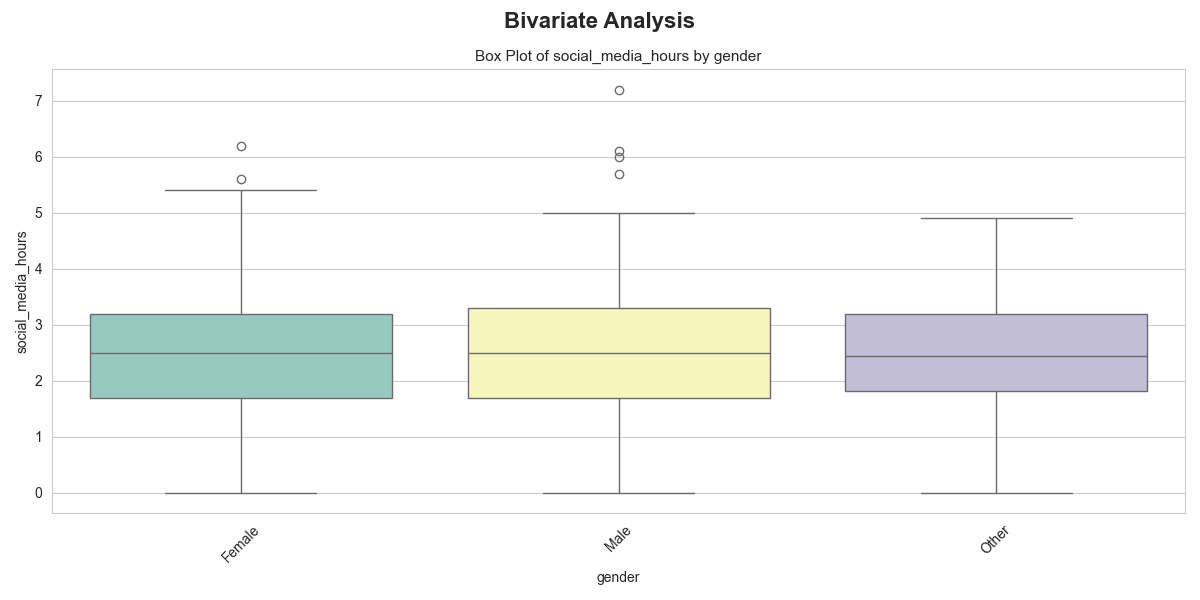 Bivariate Analysis
Box Plot of social_media_hours by gender
social_media_hours
7
6
5
4
3
2
1
0
Female
Male
Other
gender